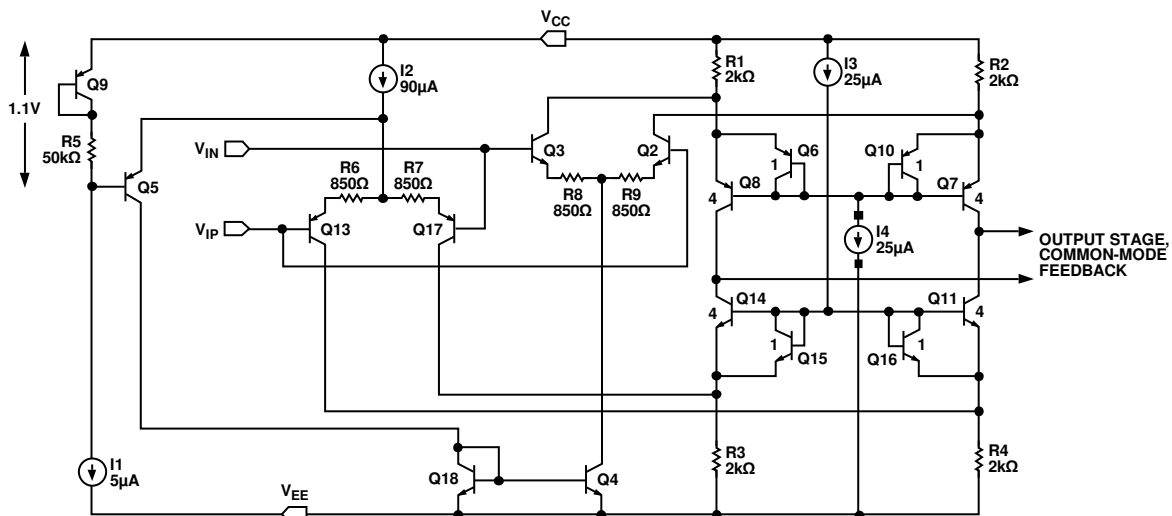 VCC
1.1V
Q9
I2
90μA
R1
2kΩ
I3
25μA
R2
2kΩ
R5
50kΩ
Q5
VIN
Q3
Q2
Q6
1
Q10
1
R6
850Ω
R7
850Ω
R8
850Ω
R9
850Ω
Q8
4
Q7
4
VIP
Q13
Q17
I4
25μA
OUTPUT STAGE,
COMMON-MODE
FEEDBACK
Q14
4
Q11
4
1
Q15
1
Q16
I1
5μA
Q18
Q4
R3
2kΩ
R4
2kΩ
VEE